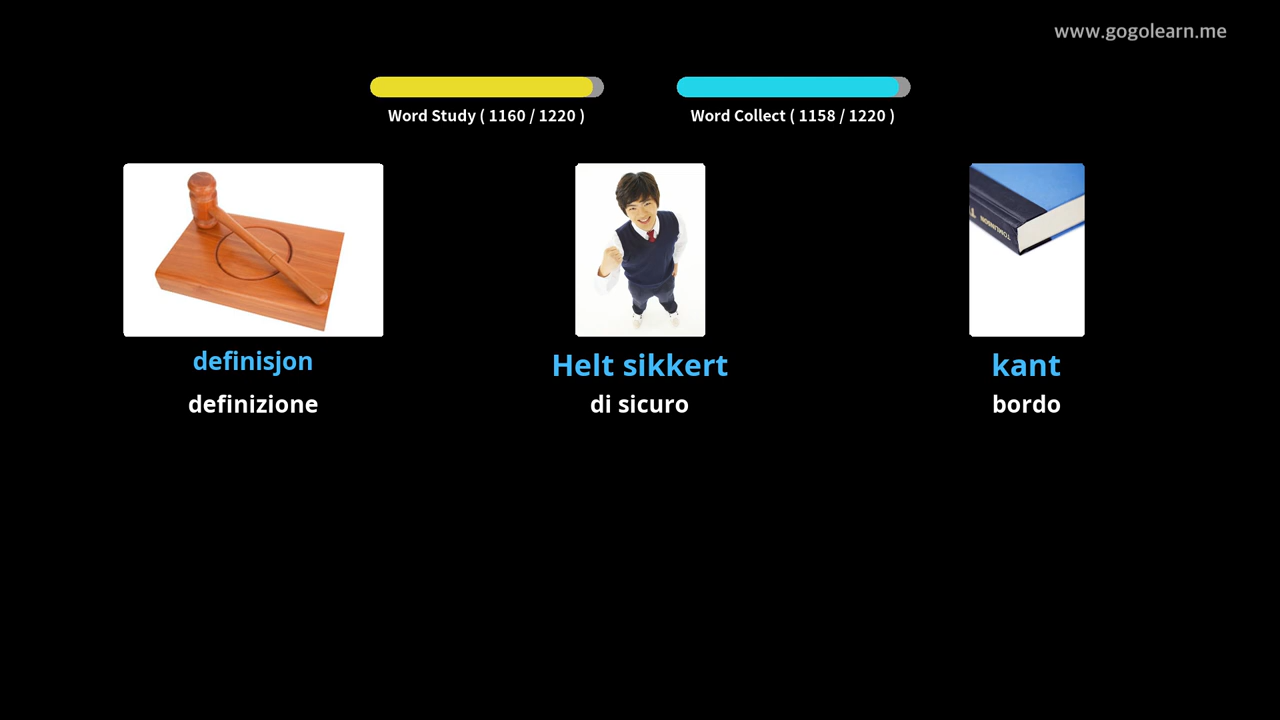 www.gogolearn.me
Word Study ( 1160 / 1220 )
Word Collect ( 1158 / 1220 )
TOMLINSON
definisjon
Helt sikkert
kant
definizione
di sicuro
bordo